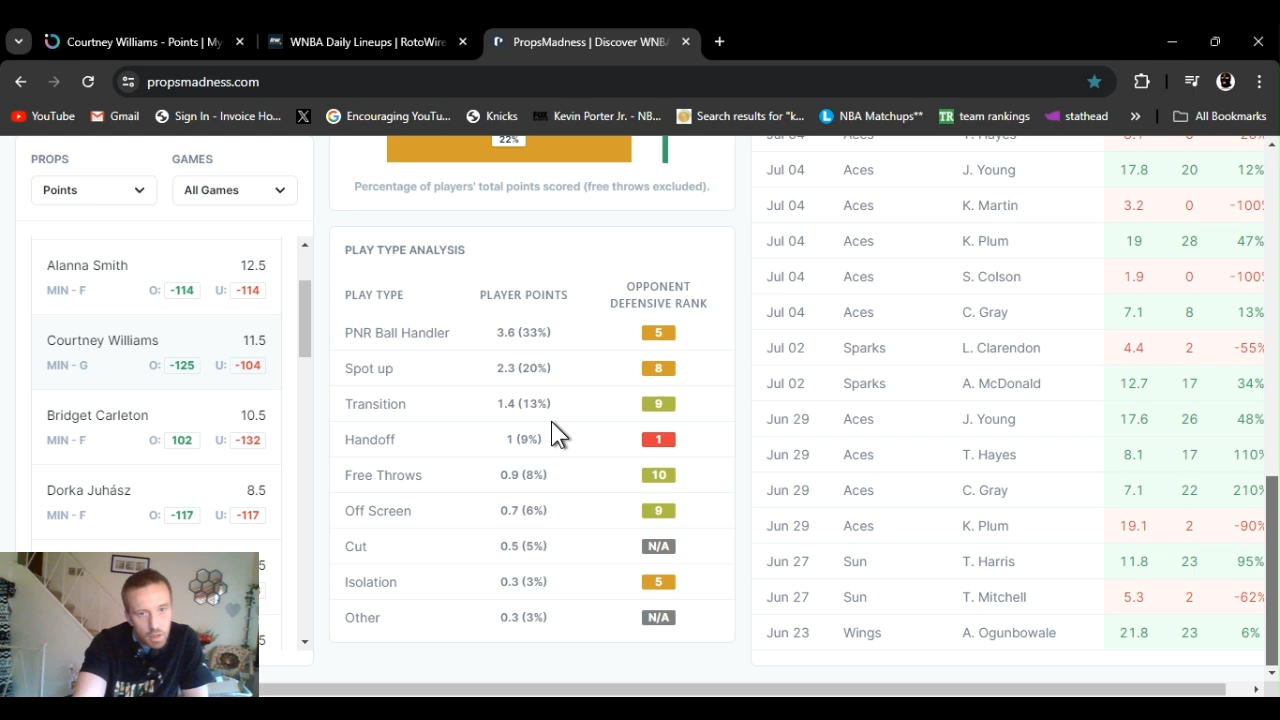 Courtney Williams - Points | My
WNBA Daily Lineups | RotoWire
PropsMadness | Discover WNBA
propsmadness.com
YouTube
Gmail
Sign In - Invoice Ho...
Encouraging YouTu...
Knicks
Kevin Porter Jr. - NB...
Search results for "k...
NBA Matchups**
TR team rankings
stathead
»
All Bookmarks
PROPS
GAMES
Points
All Games
Alanna Smith 12.5
MIN - F O: -114 U: -114
Courtney Williams 11.5
MIN - G O: -125 U: -104
Bridget Carleton 10.5
MIN - F O: 102 U: -132
Dorka Juhász 8.5
MIN - F O: -117 U: -117
22%
Percentage of players' total points scored (free throws excluded).
PLAY TYPE ANALYSIS
PLAY TYPE PLAYER POINTS OPPONENT
DEFENSIVE RANK
PNR Ball Handler 3.6 (33%) 5
Spot up 2.3 (20%) 8
Transition 1.4 (13%) 9
Handoff 1 (9%) 1
Free Throws 0.9 (8%) 10
Off Screen 0.7 (6%) 9
Cut 0.5 (5%) N/A
Isolation 0.3 (3%) 5
Other 0.3 (3%) N/A
Jul 04 Aces T. Hayes
Jul 04 Aces J. Young 17.8 20 12%
Jul 04 Aces K. Martin 3.2 0 -100%
Jul 04 Aces K. Plum 19 28 47%
Jul 04 Aces S. Colson 1.9 0 -100%
Jul 04 Aces C. Gray 7.1 8 13%
Jul 02 Sparks L. Clarendon 4.4 2 -55%
Jul 02 Sparks A. McDonald 12.7 17 34%
Jun 29 Aces J. Young 17.6 26 48%
Jun 29 Aces T. Hayes 8.1 17 110%
Jun 29 Aces C. Gray 7.1 22 210%
Jun 29 Aces K. Plum 19.1 2 -90%
Jun 27 Sun T. Harris 11.8 23 95%
Jun 27 Sun T. Mitchell 5.3 2 -62%
Jun 23 Wings A. Ogunbowale 21.8 23 6%